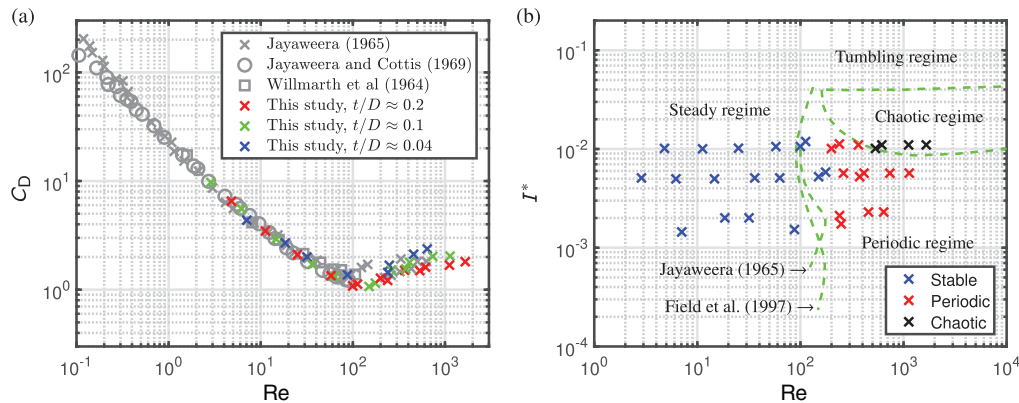 (a)
10^2
10^1
10^0
C_D
10^-1
10^0
10^1
10^2
10^3
Re
Jayaweera (1965)
Jayaweera and Cottis (1969)
Willmarth et al (1964)
This study, t/D ≈ 0.2
This study, t/D ≈ 0.1
This study, t/D ≈ 0.04
(b)
10^-1
10^-2
10^-3
10^-4
I*
10^0
10^1
10^2
10^3
10^4
Re
Tumbling regime
Steady regime
Chaotic regime
Periodic regime
Jayaweera (1965) →
Field et al. (1997) →
Stable
Periodic
Chaotic